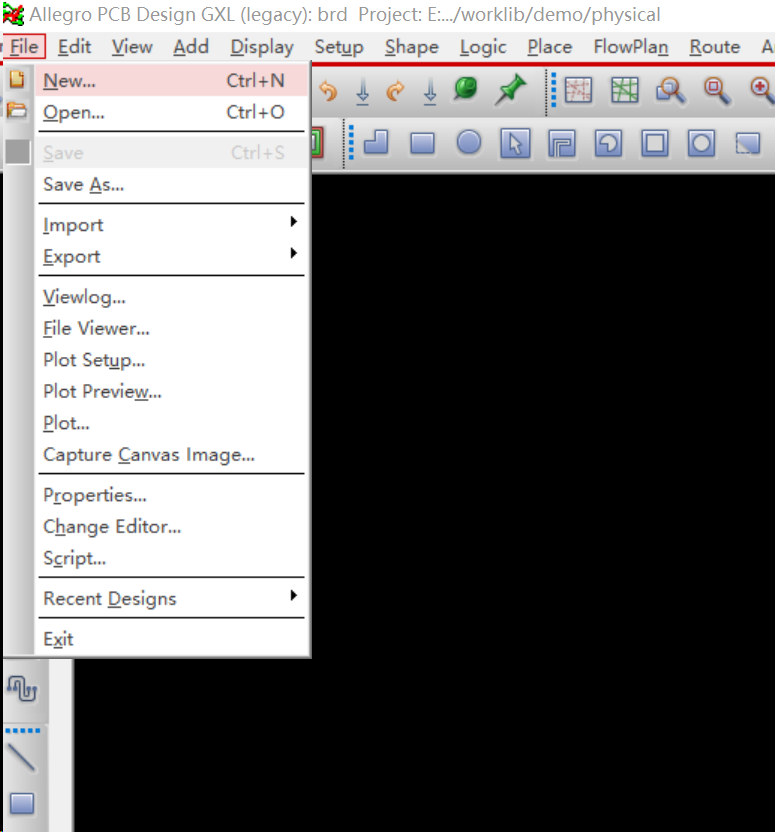 Allegro PCB Design GXL (legacy): brd  Project: E:.../worklib/demo/physical
File Edit View Add Display Setup Shape Logic Place FlowPlan Route A
New... Ctrl+N
Open... Ctrl+O
Save Ctrl+S
Save As...
Import
Export
Viewlog...
File Viewer...
Plot Setup...
Plot Preview...
Plot...
Capture Canvas Image...
Properties...
Change Editor...
Script...
Recent Designs
Exit